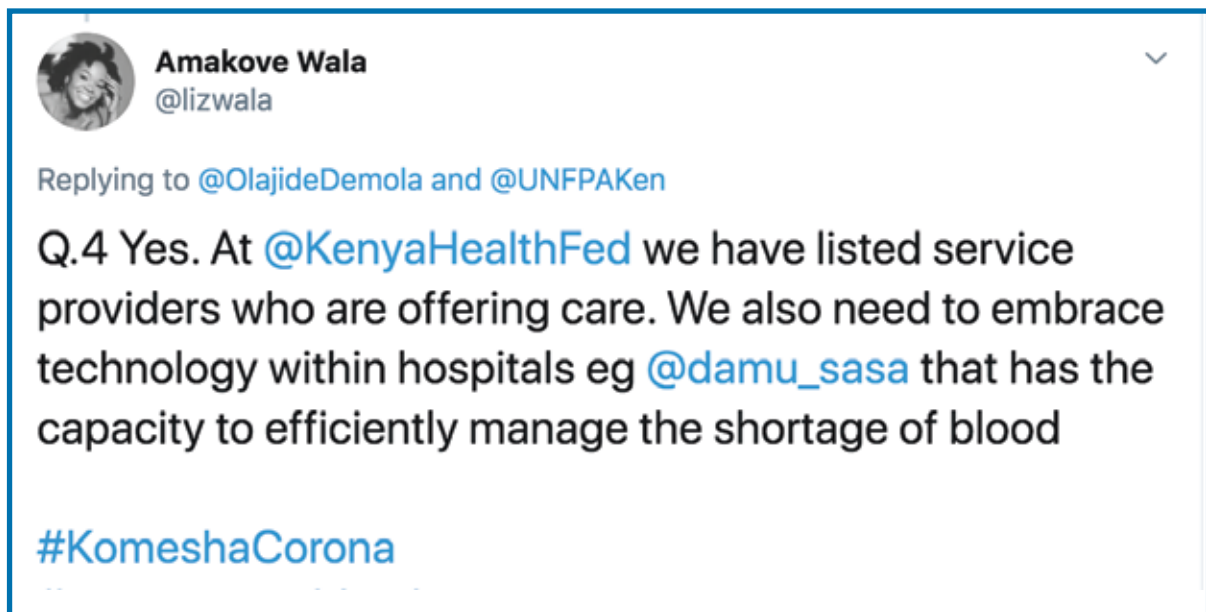 Amakove Wala
@lizwala
Replying to @OlajideDemola and @UNFPAKen
Q.4 Yes. At @KenyaHealthFed we have listed service
providers who are offering care. We also need to embrace
technology within hospitals eg @damu_sasa that has the
capacity to efficiently manage the shortage of blood
#KomeshaCorona